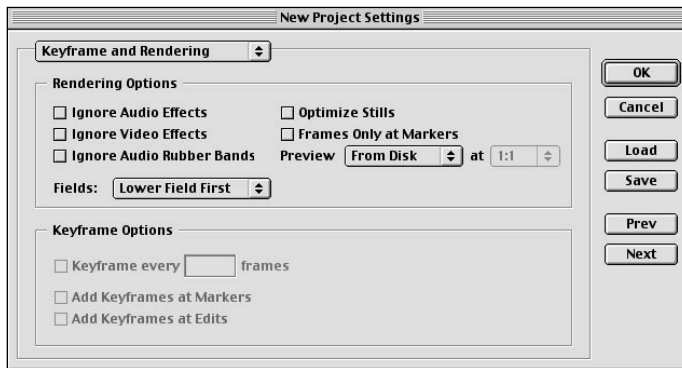 New Project Settings
Keyframe and Rendering
Rendering Options
Ignore Audio Effects
Optimize Stills
Ignore Video Effects
Frames Only at Markers
Ignore Audio Rubber Bands
Preview From Disk at 1:1
Fields: Lower Field First
Keyframe Options
Keyframe every frames
Add Keyframes at Markers
Add Keyframes at Edits
OK
Cancel
Load
Save
Prev
Next